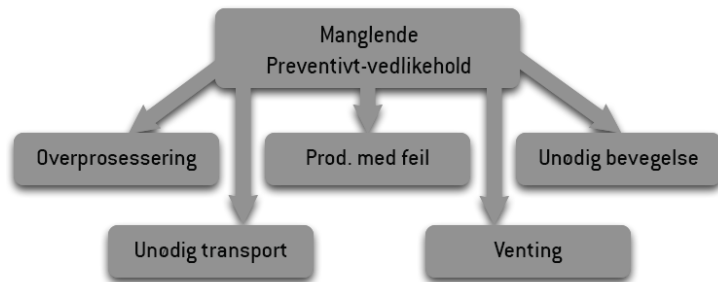 Manglende
Preventivt-vedlikehold
Overprosessering
Prod. med feil
Unødig bevegelse
Unødig transport
Venting